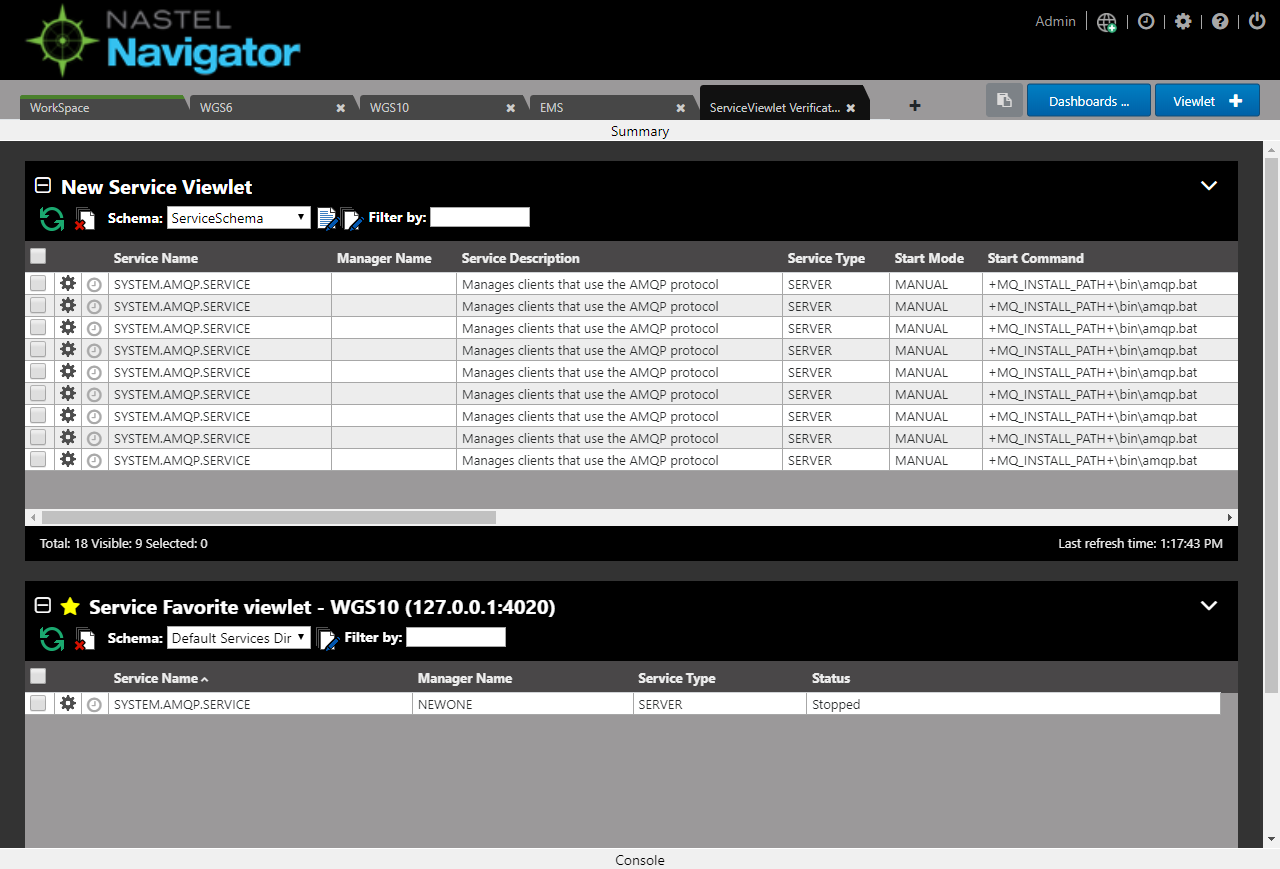 NASTEL
Navigator
Admin
WorkSpace
WGS6
WGS10
EMS
ServiceViewlet Verificat...
Dashboards ...
Viewlet
Summary
New Service Viewlet
Schema: ServiceSchema Filter by:
Service Name Manager Name Service Description Service Type Start Mode Start Command
SYSTEM.AMQP.SERVICE Manages clients that use the AMQP protocol SERVER MANUAL +MQ_INSTALL_PATH+\bin\amqp.bat
SYSTEM.AMQP.SERVICE Manages clients that use the AMQP protocol SERVER MANUAL +MQ_INSTALL_PATH+\bin\amqp.bat
SYSTEM.AMQP.SERVICE Manages clients that use the AMQP protocol SERVER MANUAL +MQ_INSTALL_PATH+\bin\amqp.bat
SYSTEM.AMQP.SERVICE Manages clients that use the AMQP protocol SERVER MANUAL +MQ_INSTALL_PATH+\bin\amqp.bat
SYSTEM.AMQP.SERVICE Manages clients that use the AMQP protocol SERVER MANUAL +MQ_INSTALL_PATH+\bin\amqp.bat
SYSTEM.AMQP.SERVICE Manages clients that use the AMQP protocol SERVER MANUAL +MQ_INSTALL_PATH+\bin\amqp.bat
SYSTEM.AMQP.SERVICE Manages clients that use the AMQP protocol SERVER MANUAL +MQ_INSTALL_PATH+\bin\amqp.bat
SYSTEM.AMQP.SERVICE Manages clients that use the AMQP protocol SERVER MANUAL +MQ_INSTALL_PATH+\bin\amqp.bat
SYSTEM.AMQP.SERVICE Manages clients that use the AMQP protocol SERVER MANUAL +MQ_INSTALL_PATH+\bin\amqp.bat
Total: 18 Visible: 9 Selected: 0 Last refresh time: 1:17:43 PM
Service Favorite viewlet - WGS10 (127.0.0.1:4020)
Schema: Default Services Dir Filter by:
Service Name Manager Name Service Type Status
SYSTEM.AMQP.SERVICE NEWONE SERVER Stopped
Console